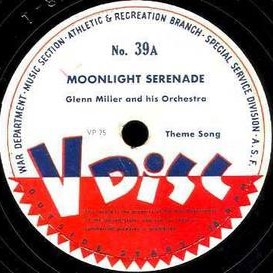 WAR DEPARTMENT - MUSIC SECTION - ATHLETIC & RECREATION BRANCH - SPECIAL SERVICE DIVISION - A.S.F.
No. 39A
MOONLIGHT SERENADE
Glenn Miller and his Orchestra
VP 75
Theme Song
V DISC